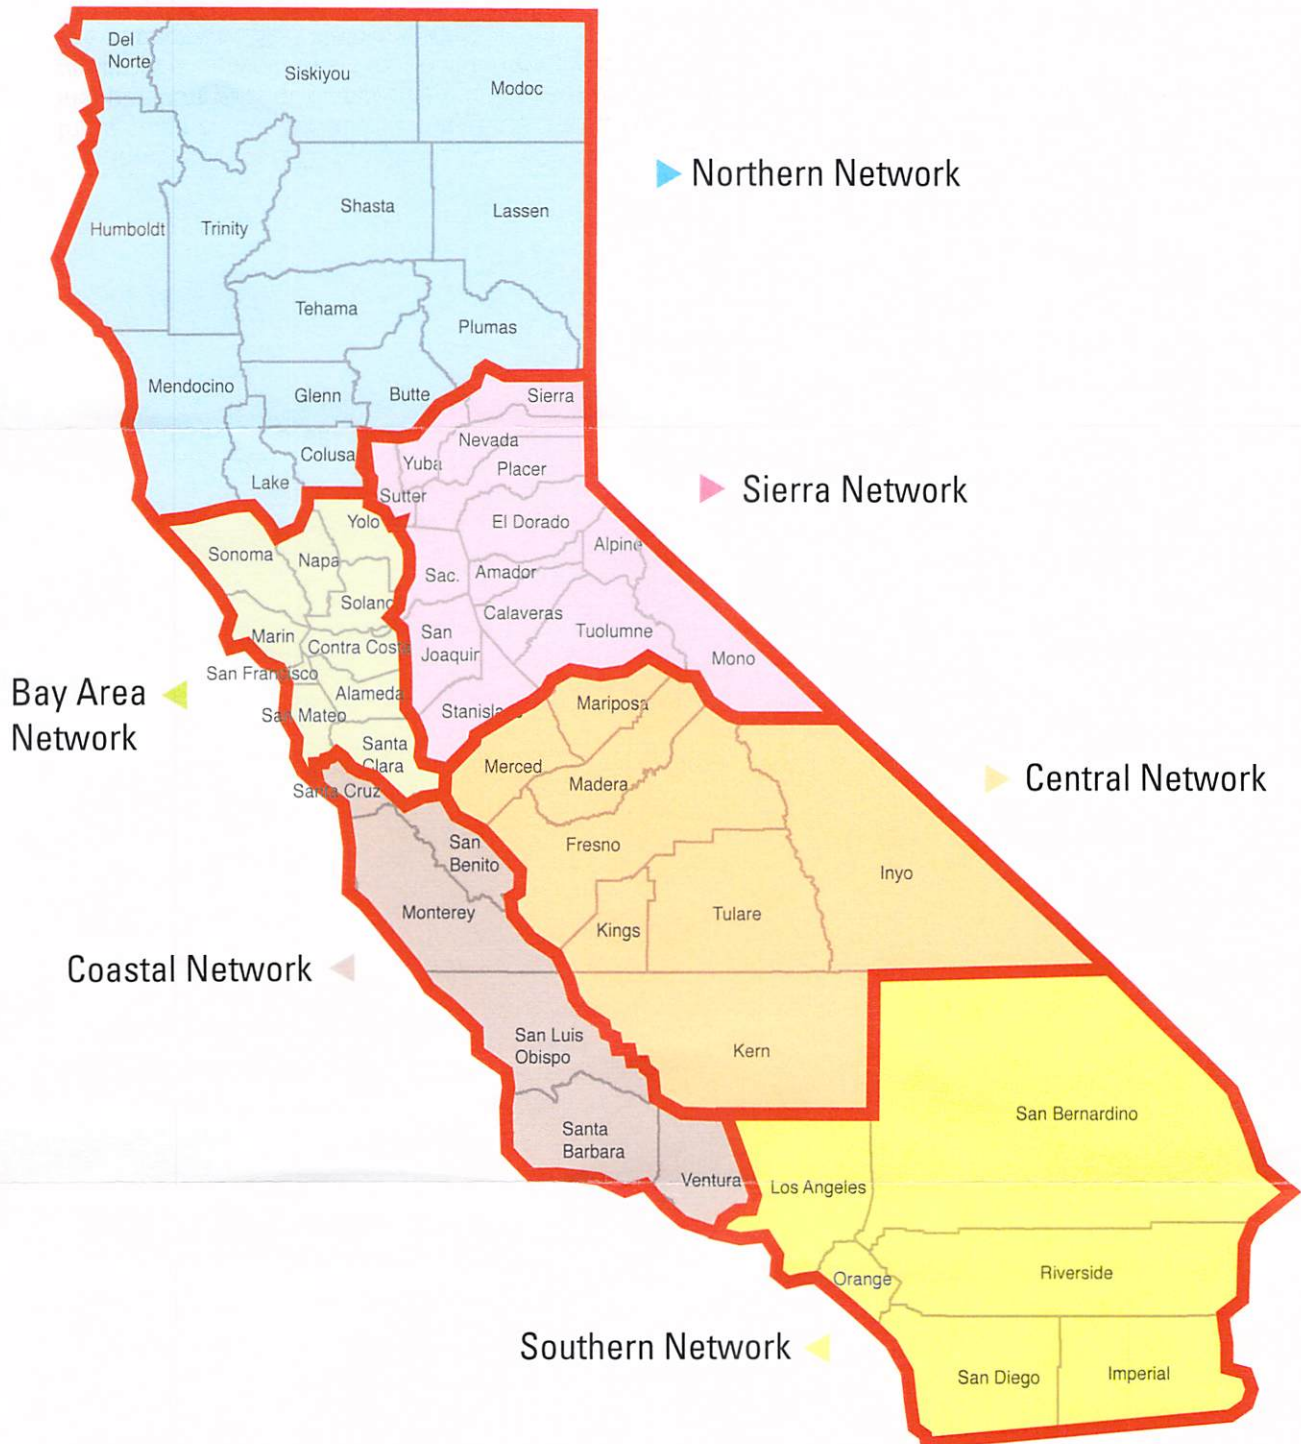 Del
Norte
Siskiyou
Modoc
Northern Network
Humboldt
Trinity
Shasta
Lassen
Tehama
Plumas
Mendocino
Glenn
Butte
Sierra
Nevada
Colusa
Yuba
Placer
Lake
Sutter
Sierra Network
Yolo
El Dorado
Sonoma
Napa
Alpine
Sac.
Amador
Solano
Calaveras
Marin
Contra Costa
San
Joaquin
Tuolumne
Mono
San Francisco
Bay Area
Network
Alameda
San Mateo
Stanisla
Mariposa
Santa
Clara
Merced
Madera
Central Network
Santa Cruz
San
Benito
Fresno
Inyo
Monterey
Kings
Tulare
Coastal Network
San Luis
Obispo
Kern
San Bernardino
Santa
Barbara
Ventura
Los Angeles
Orange
Riverside
Southern Network
San Diego
Imperial